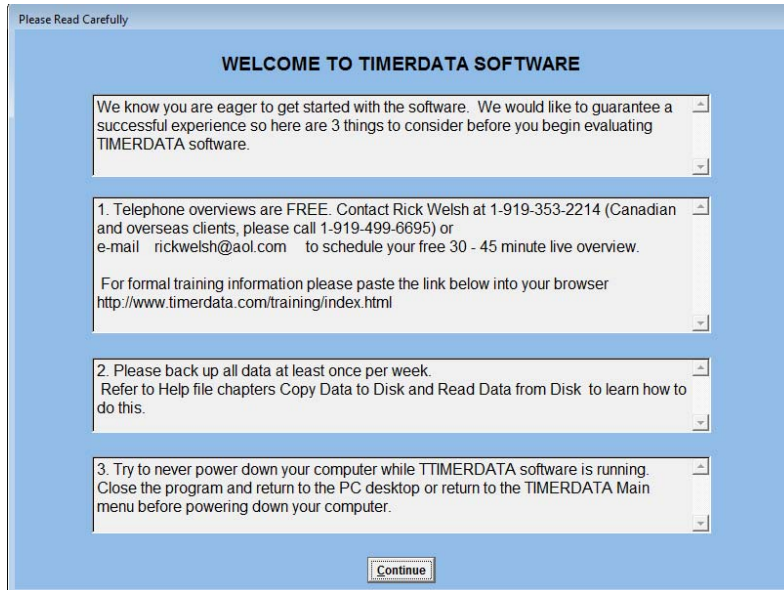 Please Read Carefully
WELCOME TO TIMERDATA SOFTWARE
We know you are eager to get started with the software.  We would like to guarantee a
successful experience so here are 3 things to consider before you begin evaluating
TIMERDATA software.
1. Telephone overviews are FREE. Contact Rick Welsh at 1-919-353-2214 (Canadian
and overseas clients, please call 1-919-499-6695) or
e-mail    rickwelsh@aol.com    to schedule your free 30 - 45 minute live overview.
For formal training information please paste the link below into your browser
http://www.timerdata.com/training/index.html
2. Please back up all data at least once per week.
Refer to Help file chapters Copy Data to Disk and Read Data from Disk  to learn how to
do this.
3. Try to never power down your computer while TTIMERDATA software is running.
Close the program and return to the PC desktop or return to the TIMERDATA Main
menu before powering down your computer.
Continue